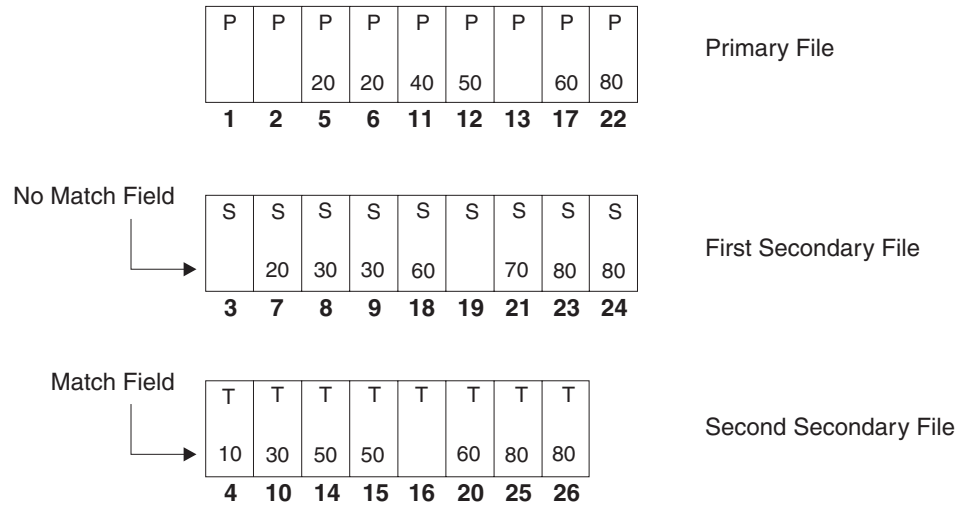 P P P P P P P P P
Primary File
20 20 40 50 60 80
1 2 5 6 11 12 13 17 22
No Match Field
S S S S S S S S S
First Secondary File
20 30 30 60 70 80 80
3 7 8 9 18 19 21 23 24
Match Field
T T T T T T T T
Second Secondary File
10 30 50 50 60 80 80
4 10 14 15 16 20 25 26